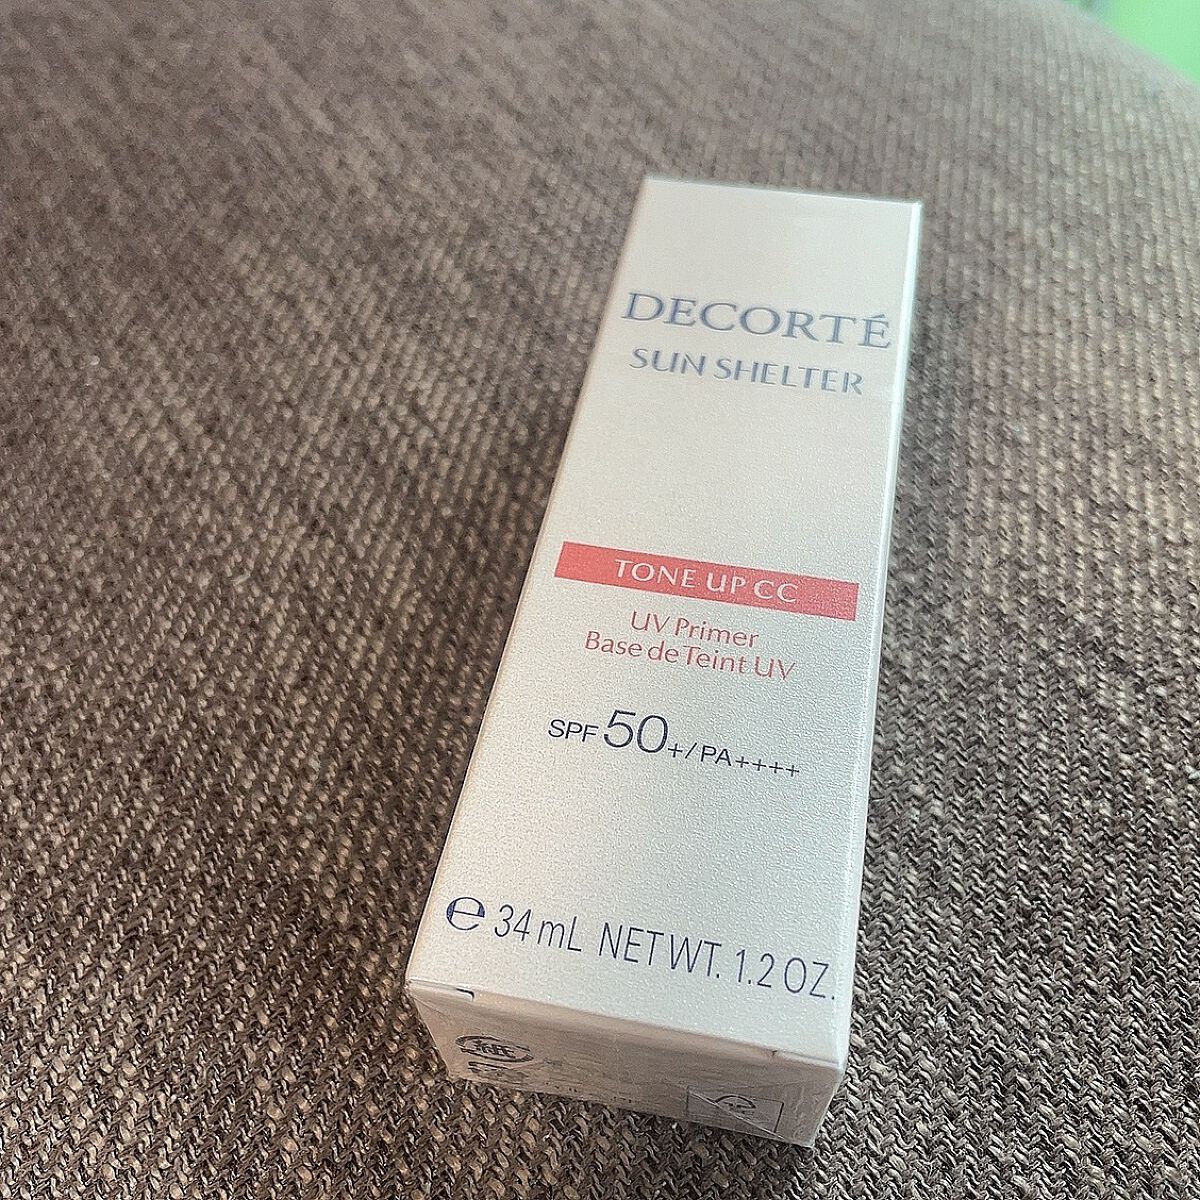 DECORTÉ
SUN SHELTER
TONE UP CC
UV Primer
Base de Teint UV
SPF 50+/PA++++
℮ 34 mL NET WT. 1.2 OZ.